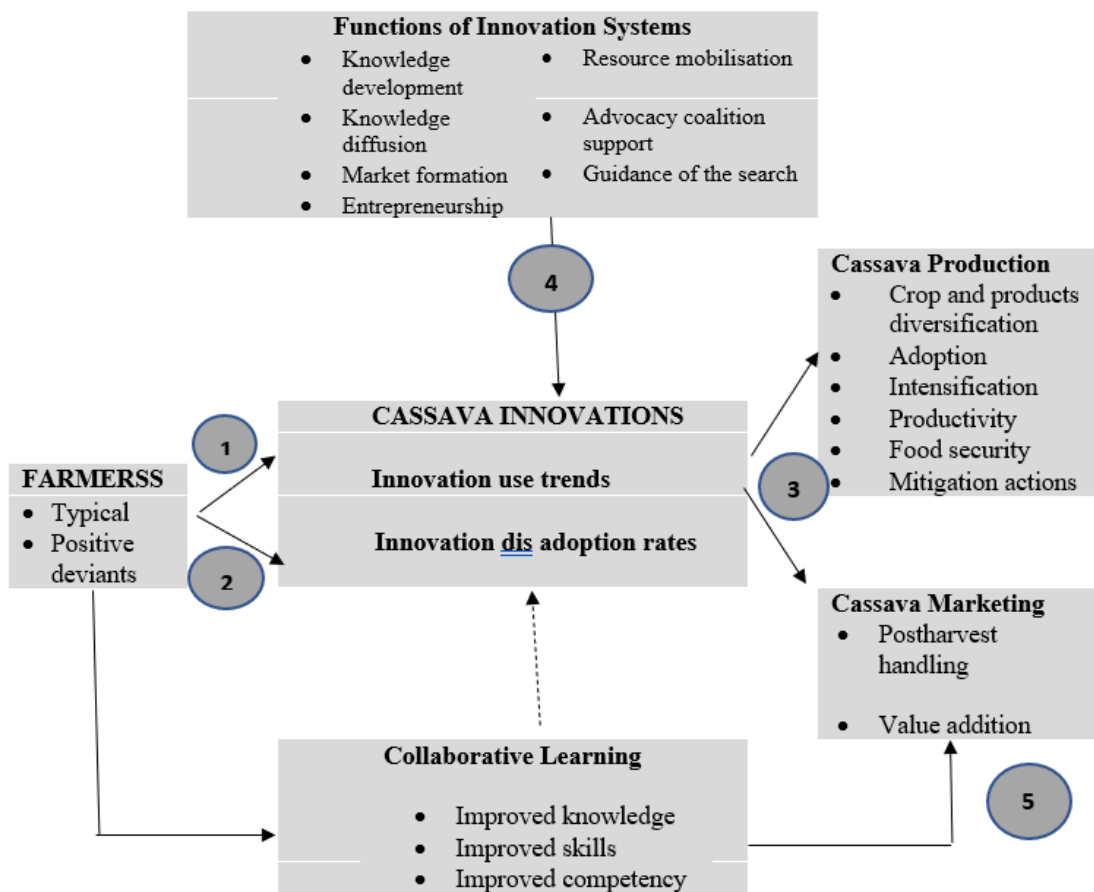 Functions of Innovation Systems
• Knowledge
development
• Knowledge
diffusion
• Market formation
• Entrepreneurship
• Resource mobilisation
• Advocacy coalition
support
• Guidance of the search
4
Cassava Production
• Crop and products
diversification
• Adoption
• Intensification
• Productivity
• Food security
• Mitigation actions
1
CASSAVA INNOVATIONS
Innovation use trends
Innovation dis adoption rates
3
FARMERSS
• Typical
• Positive
deviants
2
Cassava Marketing
• Postharvest
handling
• Value addition
Collaborative Learning
• Improved knowledge
• Improved skills
• Improved competency
5